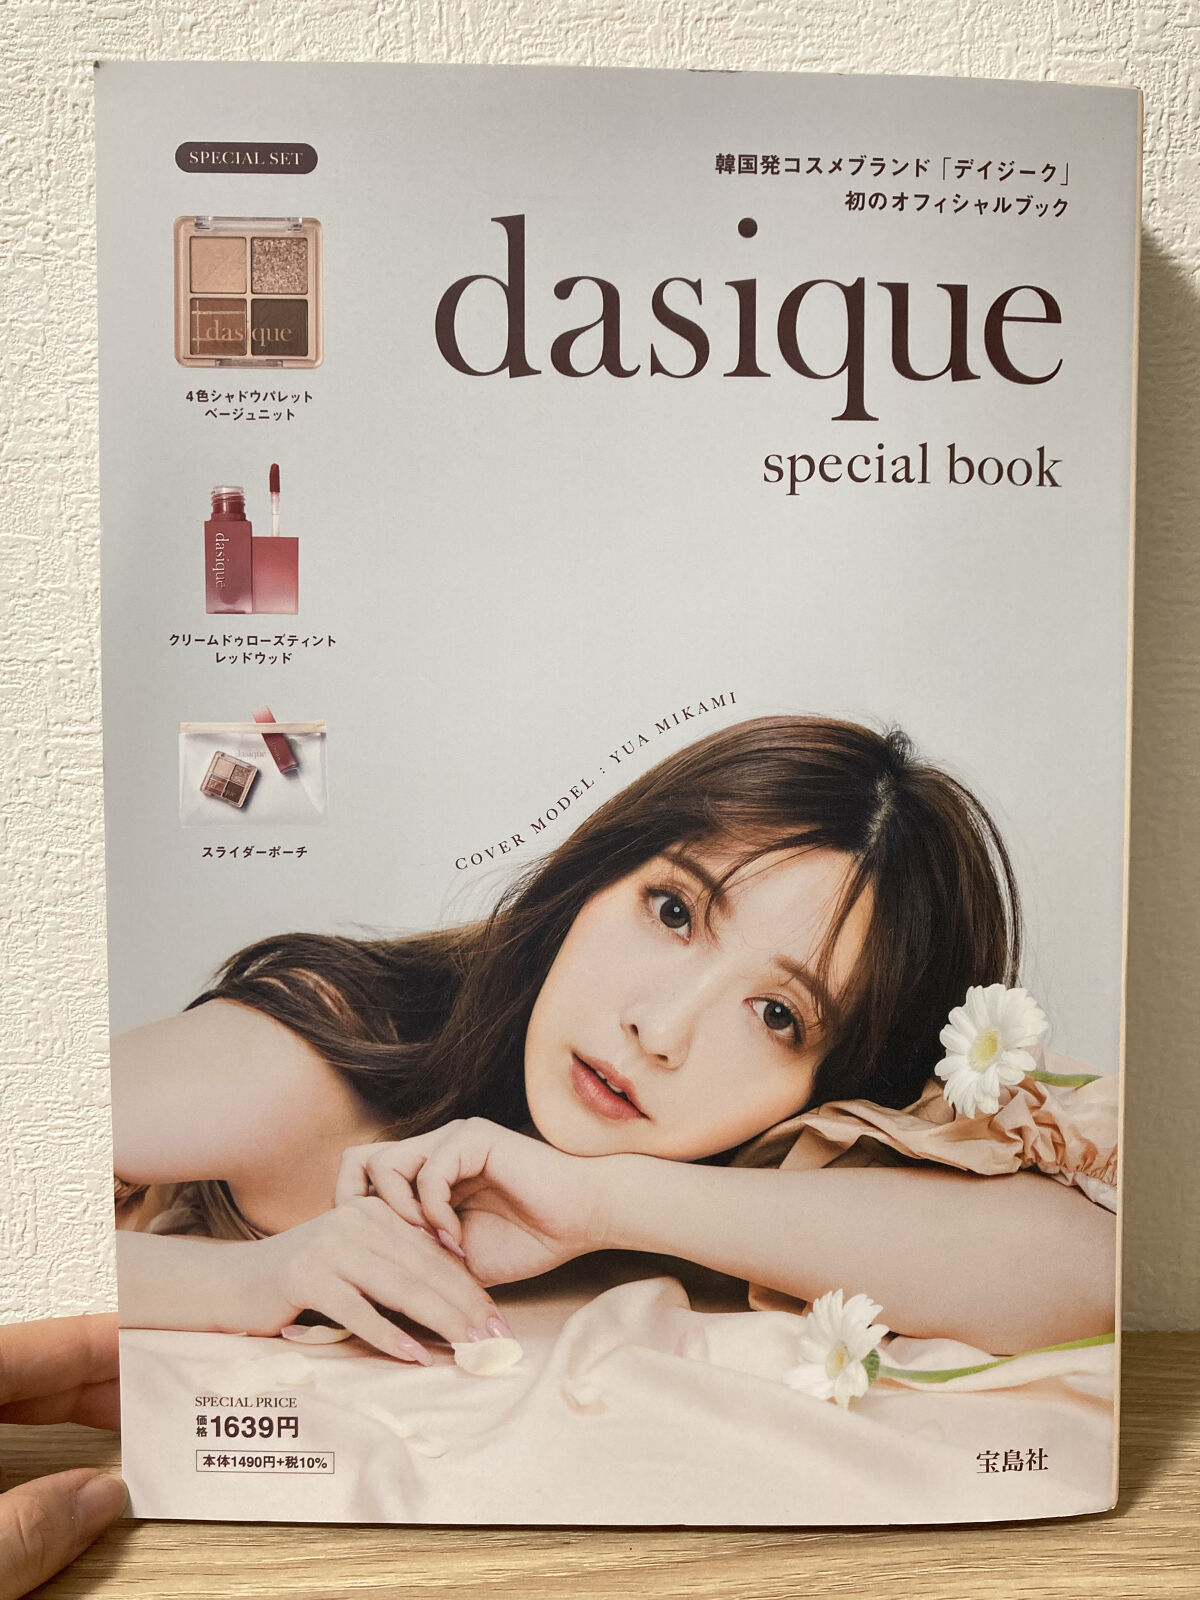 SPECIAL SET
韓国発コスメブランド「デイジーク」
初のオフィシャルブック
dasique
special book
dasique
4色シャドウパレット
ベージュニット
dasique
クリームドゥローズティント
レッドウッド
dasique
スライダーポーチ
COVER MODEL : YUA MIKAMI
SPECIAL PRICE
価格1639円
本体1490円+税10%
宝島社